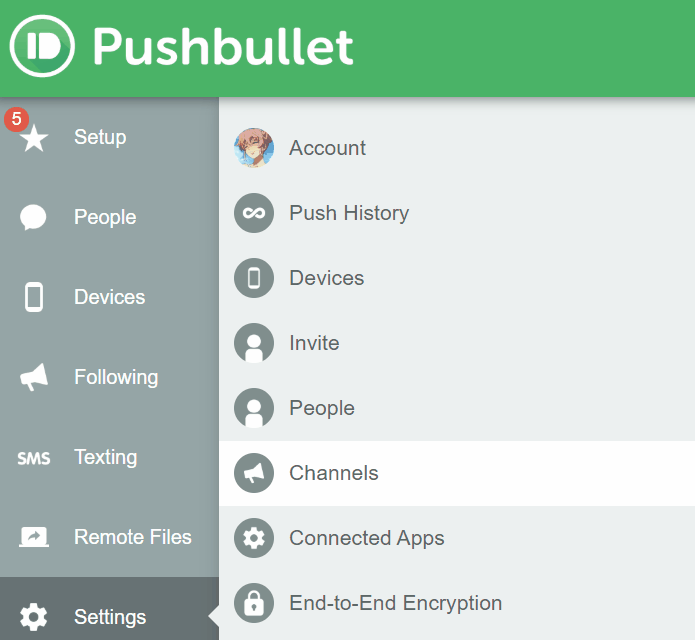 Pushbullet
5
Setup
People
Devices
Following
SMS Texting
Remote Files
Settings
Account
Push History
Devices
Invite
People
Channels
Connected Apps
End-to-End Encryption